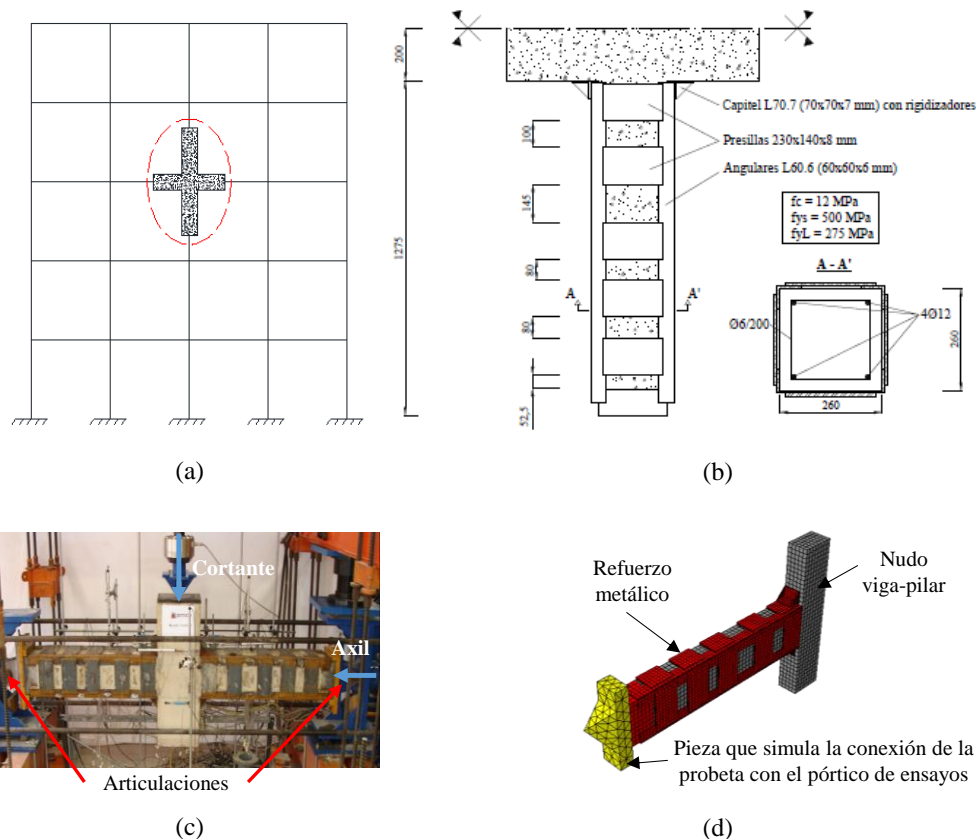 200
1275
100
145
80
80
52,5
Capitel L70.7 (70x70x7 mm) con rigidizadores
Presillas 230x140x8 mm
Angulares L60.6 (60x60x6 mm)
fc = 12 MPa
fys = 500 MPa
fyL = 275 MPa
A - A'
A
A'
Ø6/200
4Ø12
260
260
(a)
(b)
Cortante
Axil
Articulaciones
(c)
Refuerzo
metálico
Nudo
viga-pilar
Pieza que simula la conexión de la
probeta con el pórtico de ensayos
(d)